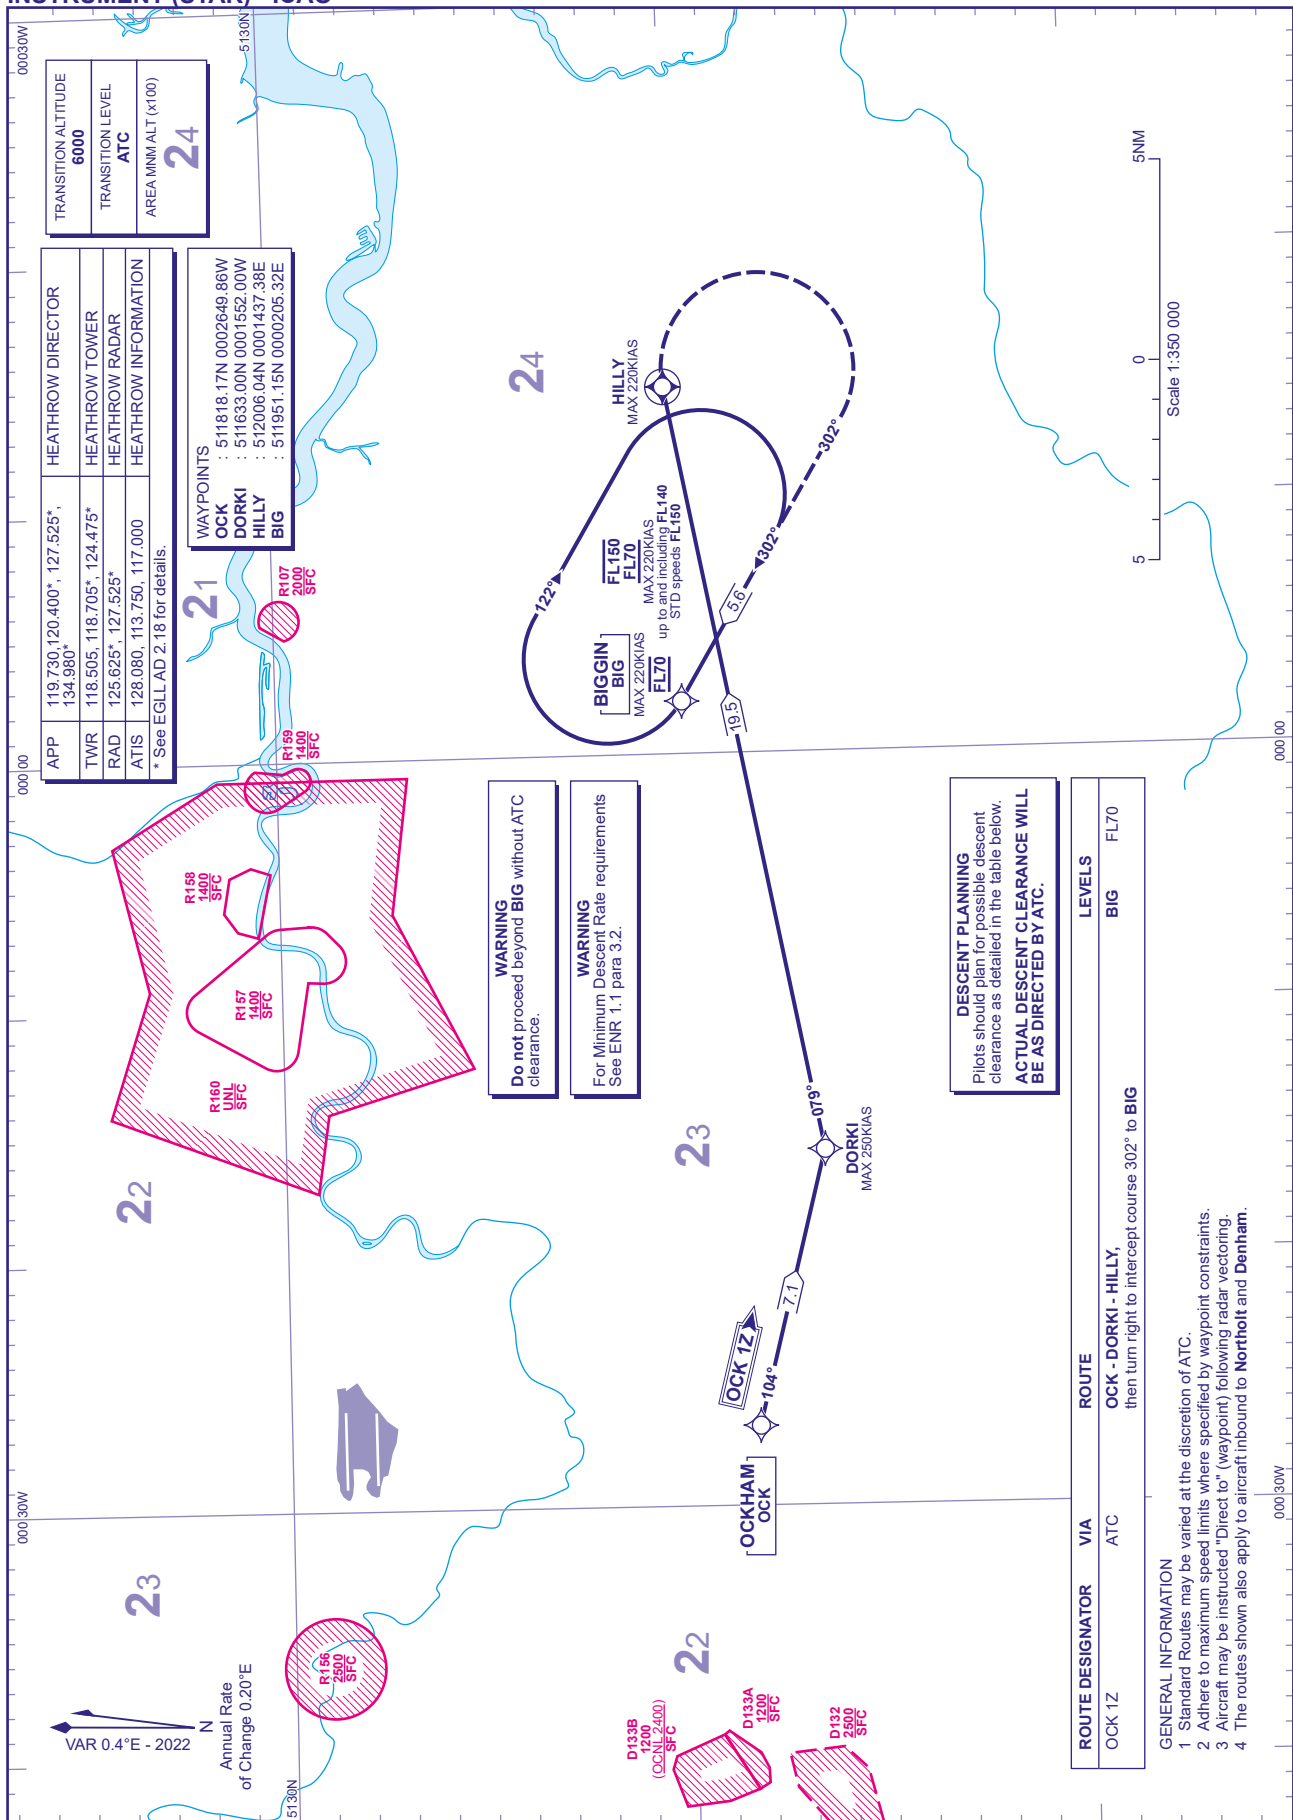 00030W
5130N
TRANSITION ALTITUDE
6000
TRANSITION LEVEL
ATC
AREA MNM ALT (x100)
24
APP 119.730,120.400*, 127.525*, 134.980* HEATHROW DIRECTOR
TWR 118.505, 118.705*, 124.475* HEATHROW TOWER
RAD 125.625*, 127.525* HEATHROW RADAR
ATIS 128.080, 113.750, 117.000 HEATHROW INFORMATION
* See EGLL AD 2.18 for details.
WAYPOINTS
OCK : 511818.17N 0002649.86W
DORKI : 511633.00N 0001552.00W
HILLY : 512006.04N 0001437.38E
BIG : 511951.15N 0000205.32E
21
R107
2000
SFC
R159
1400
SFC
000 00
R158
1400
SFC
R157
1400
SFC
R160
UNL
SFC
22
23
000 30W
R156
2500
SFC
VAR 0.4°E - 2022
N
Annual Rate
of Change 0.20°E
5130N
24
HILLY
MAX 220KIAS
302°
302°
5.6
122°
FL150
FL70
MAX 220KIAS
up to and including FL140
STD speeds FL150
BIGGIN
BIG
MAX 220KIAS
FL70
19.5
WARNING
Do not proceed beyond BIG without ATC
clearance.
WARNING
For Minimum Descent Rate requirements
See ENR 1.1 para 3.2.
23
079°
DORKI
MAX 250KIAS
7.1
OCK 1Z
104°
OCKHAM
OCK
22
D133B
1200
(OCNL 2400)
SFC
D133A
1200
SFC
D132
2500
SFC
5
0
5NM
Scale 1:350 000
DESCENT PLANNING
Pilots should plan for possible descent
clearance as detailed in the table below.
ACTUAL DESCENT CLEARANCE WILL
BE AS DIRECTED BY ATC.
ROUTE DESIGNATOR VIA ROUTE LEVELS
OCK 1Z ATC OCK - DORKI - HILLY, BIG FL70
then turn right to intercept course 302° to BIG
GENERAL INFORMATION
1 Standard Routes may be varied at the discretion of ATC.
2 Adhere to maximum speed limits where specified by waypoint constraints.
3 Aircraft may be instructed "Direct to" (waypoint) following radar vectoring.
4 The routes shown also apply to aircraft inbound to Northolt and Denham.
000 00
000 30W